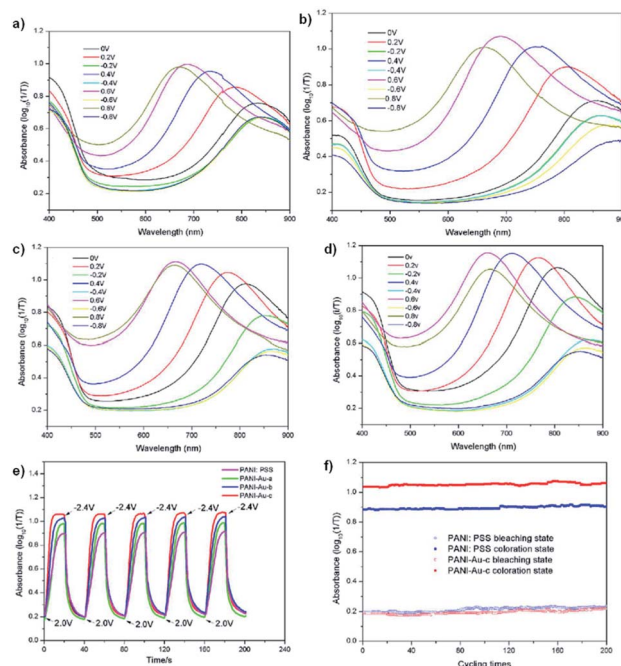 a)
0V
0.2V
-0.2V
0.4V
-0.4V
0.6V
-0.6V
0.8V
-0.8V
Absorbance (log₁₀(1/T))
1.2
1.0
0.8
0.6
0.4
0.2
400 500 600 700 800 900
Wavelength (nm)
b)
0V
0.2V
-0.2V
0.4V
-0.4V
0.6V
-0.6V
0.8V
-0.8V
Absorbance (log₁₀(1/T))
1.2
1.0
0.8
0.6
0.4
0.2
400 500 600 700 800 900
Wavelength (nm)
c)
0V
0.2V
-0.2V
0.4V
-0.4V
0.6V
-0.6V
0.8V
-0.8V
Absorbance (log₁₀(1/T))
1.2
1.0
0.8
0.6
0.4
0.2
400 500 600 700 800 900
Wavelength (nm)
d)
0v
0.2v
-0.2v
0.4v
-0.4v
0.6v
-0.6v
0.8v
-0.8v
1.2
1.0
0.8
0.6
0.4
0.2
400 500 600 700 800 900
Wavelength (nm)
e)
PANI: PSS
PANI-Au-a
PANI-Au-b
PANI-Au-c
-2.4V -2.4V -2.4V -2.4V -2.4V
-2.0V -2.0V -2.0V -2.0V -2.0V
Absorbance (log₁₀(1/T))
1.4
1.2
1.0
0.8
0.6
0.4
0.2
0.0
0 40 80 120 160 200 240
Time/s
f)
PANI: PSS bleaching state
PANI: PSS coloration state
PANI-Au-c bleaching state
PANI-Au-c coloration state
Absorbance (log₁₀(1/T))
1.4
1.2
1.0
0.8
0.6
0.4
0.2
0.0
0 50 100 150 200
Cycling times